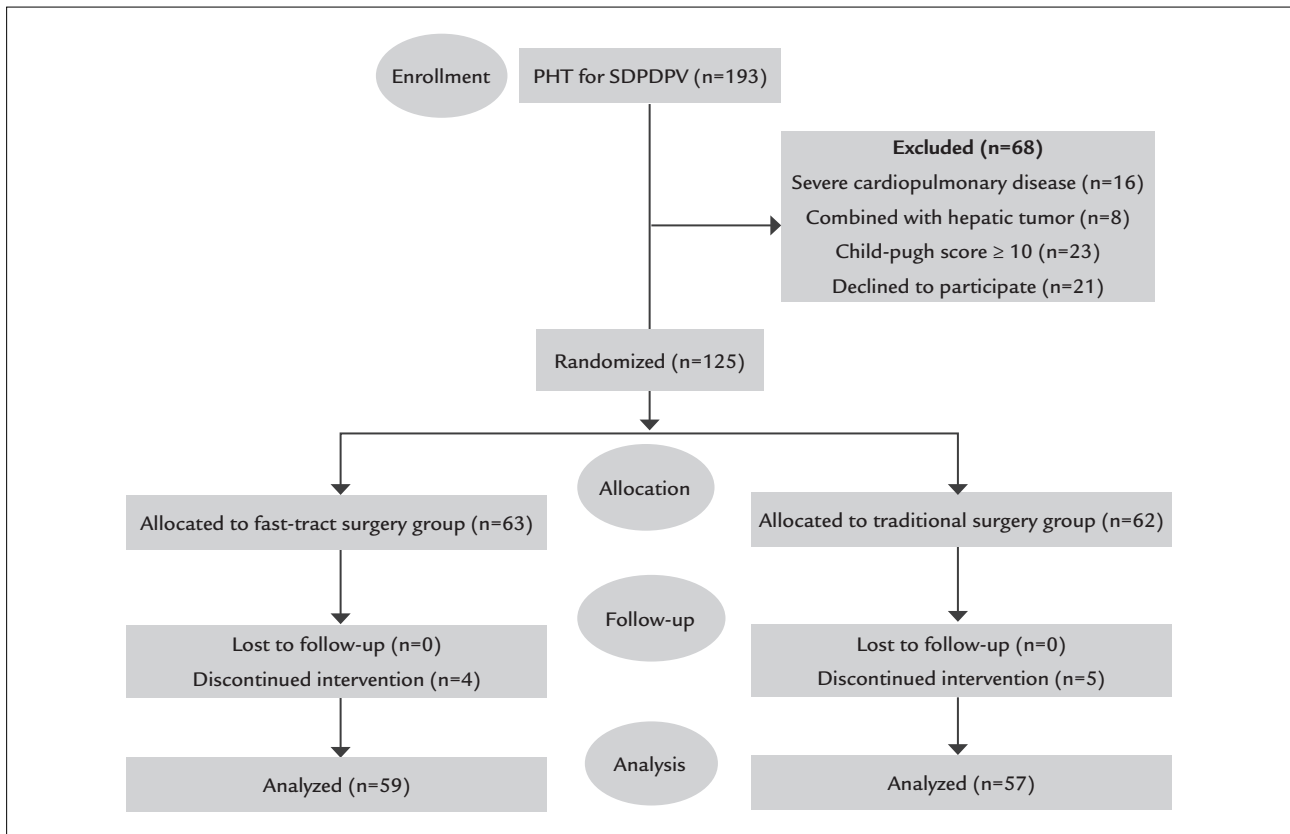 Enrollment
PHT for SDPDPV (n=193)
Excluded (n=68)
Severe cardiopulmonary disease (n=16)
Combined with hepatic tumor (n=8)
Child-pugh score ≥ 10 (n=23)
Declined to participate (n=21)
Randomized (n=125)
Allocation
Allocated to fast-tract surgery group (n=63)
Allocated to traditional surgery group (n=62)
Follow-up
Lost to follow-up (n=0)
Discontinued intervention (n=4)
Lost to follow-up (n=0)
Discontinued intervention (n=5)
Analysis
Analyzed (n=59)
Analyzed (n=57)